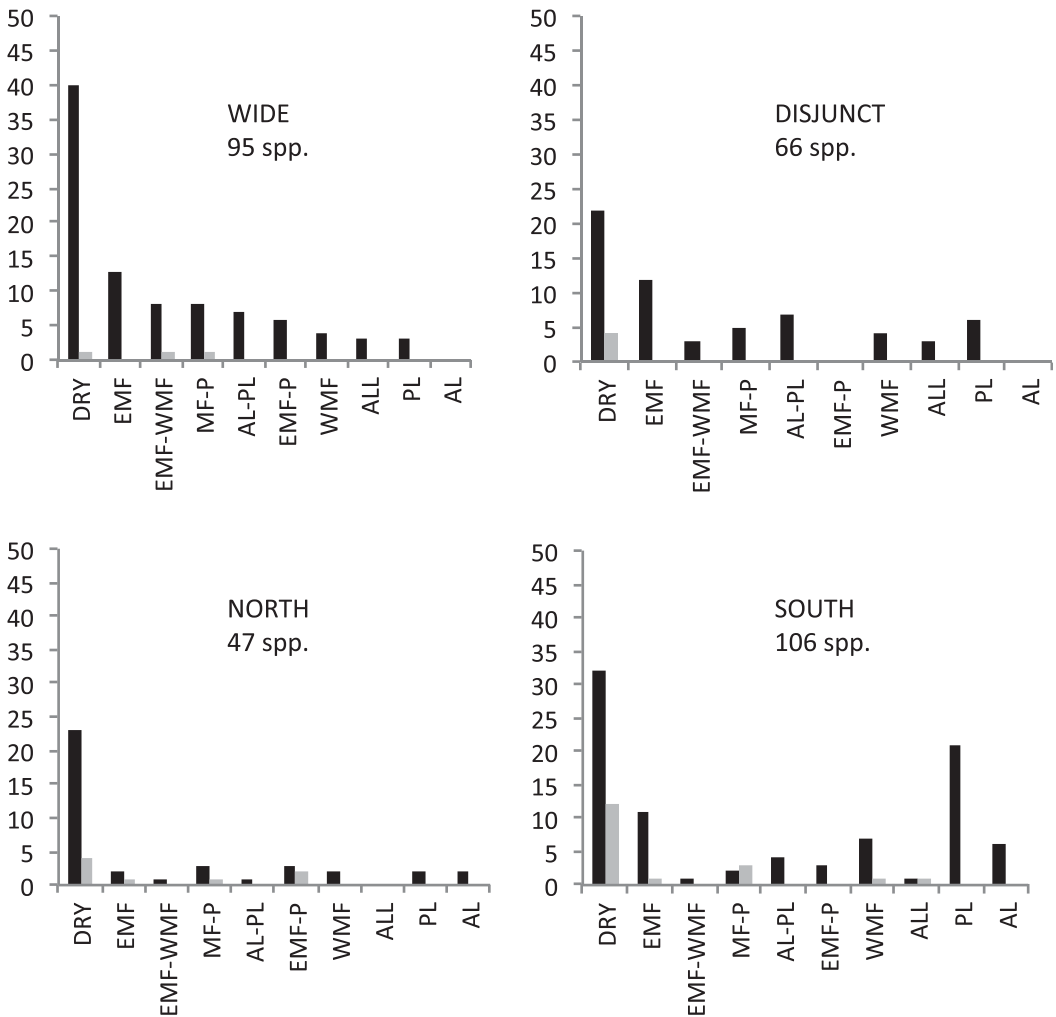 50
45
40
35
30
25
20
15
10
5
0
WIDE
95 spp.
DRY
EMF
EMF-WMF
MF-P
AL-PL
EMF-P
WMF
ALL
PL
AL
50
45
40
35
30
25
20
15
10
5
0
DISJUNCT
66 spp.
DRY
EMF
EMF-WMF
MF-P
AL-PL
EMF-P
WMF
ALL
PL
AL
50
45
40
35
30
25
20
15
10
5
0
NORTH
47 spp.
DRY
EMF
EMF-WMF
MF-P
AL-PL
EMF-P
WMF
ALL
PL
AL
50
45
40
35
30
25
20
15
10
5
0
SOUTH
106 spp.
DRY
EMF
EMF-WMF
MF-P
AL-PL
EMF-P
WMF
ALL
PL
AL